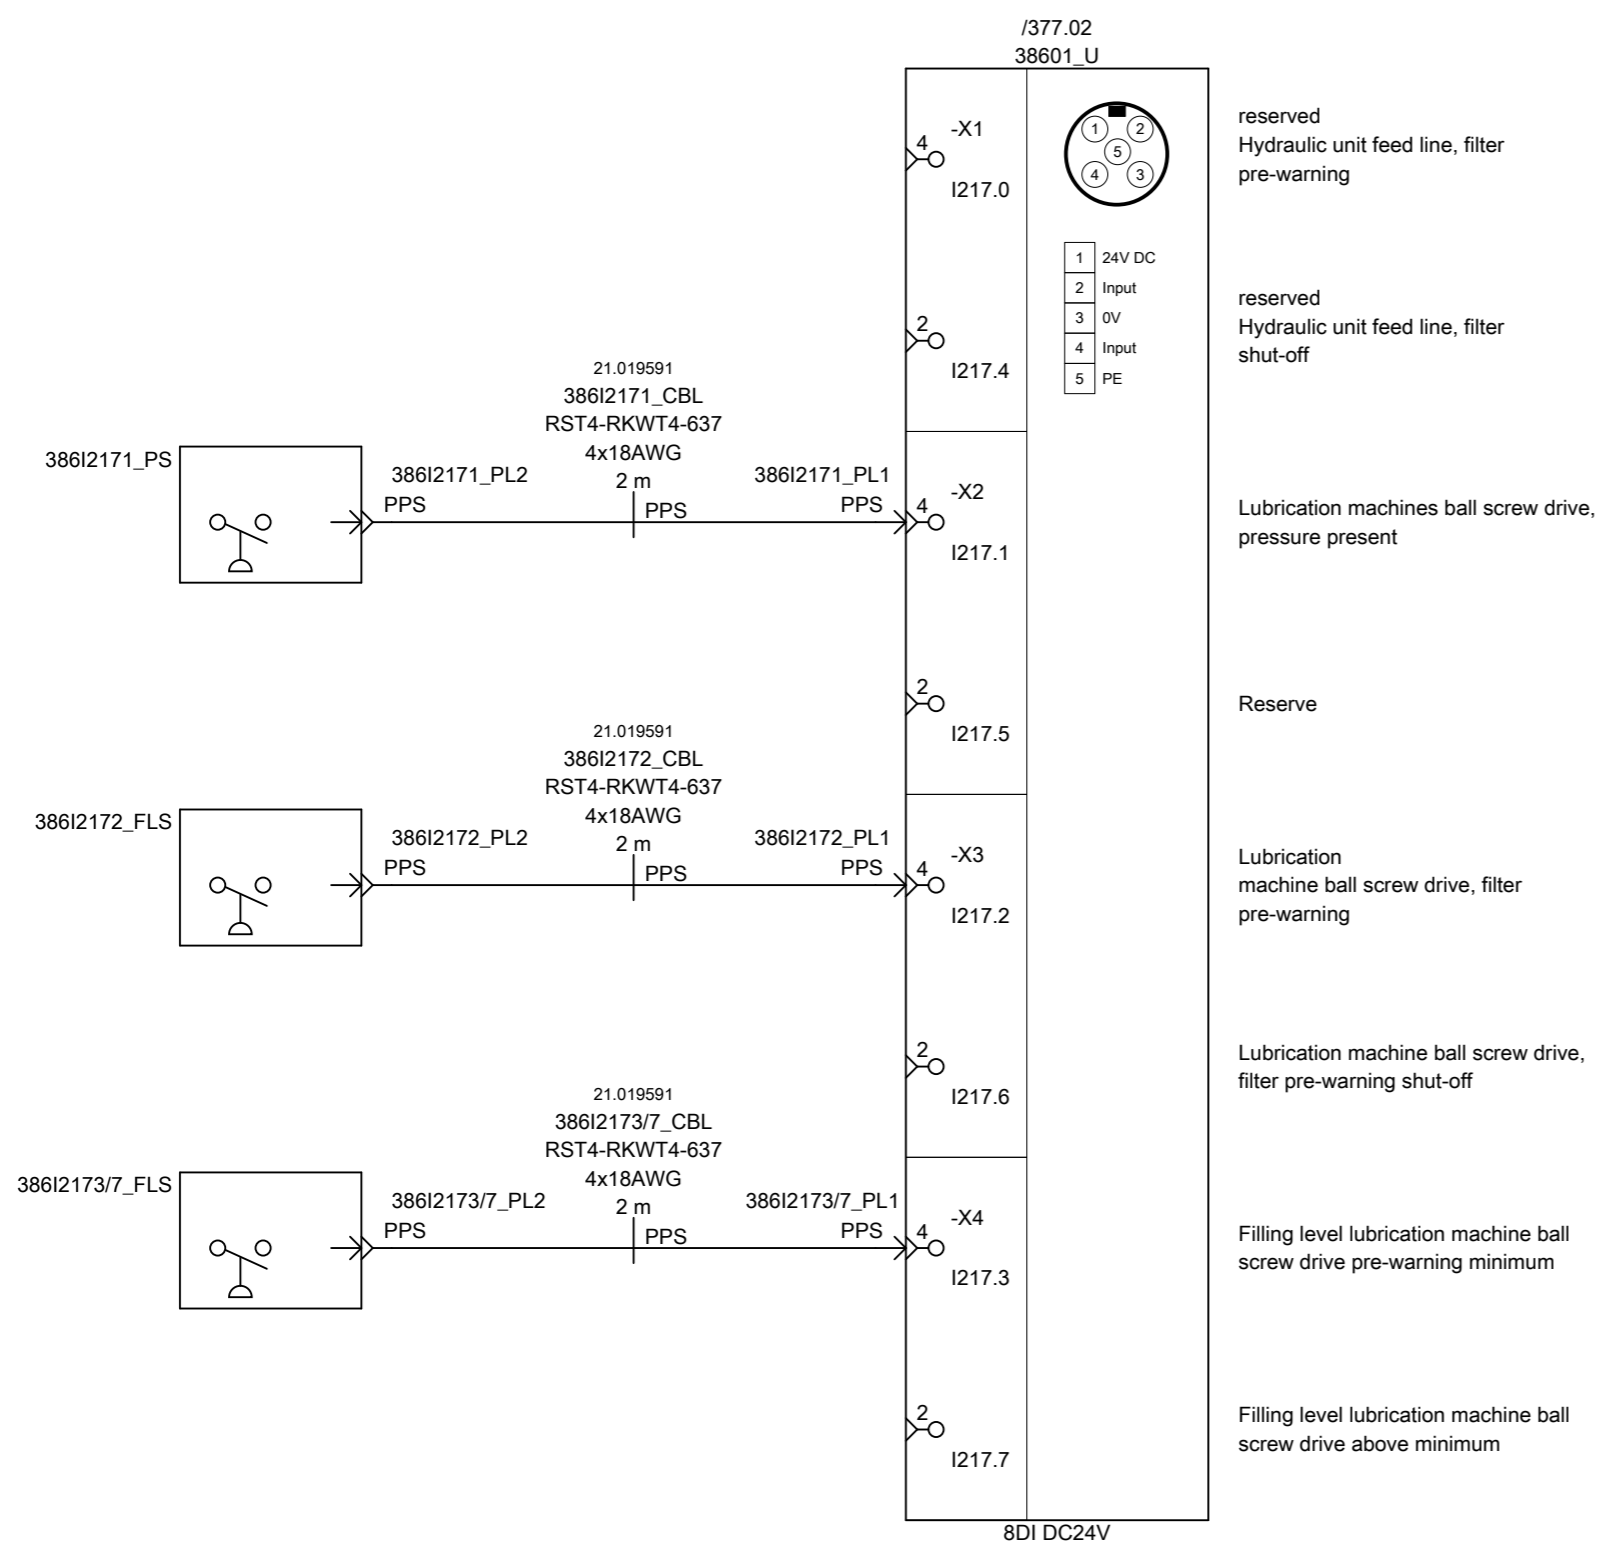 /377.02
38601_U
4
-X1
I217.0
1
2
5
4
3
reserved
Hydraulic unit feed line, filter
pre-warning
1 24V DC
2 Input
3 0V
4 Input
5 PE
2
I217.4
reserved
Hydraulic unit feed line, filter
shut-off
386I2171_PS
386I2171_PL2
PPS
21.019591
386I2171_CBL
RST4-RKWT4-637
4x18AWG
2 m
PPS
386I2171_PL1
PPS
4
-X2
I217.1
Lubrication machines ball screw drive,
pressure present
2
I217.5
Reserve
386I2172_FLS
386I2172_PL2
PPS
21.019591
386I2172_CBL
RST4-RKWT4-637
4x18AWG
2 m
PPS
386I2172_PL1
PPS
4
-X3
I217.2
Lubrication
machine ball screw drive, filter
pre-warning
2
I217.6
Lubrication machine ball screw drive,
filter pre-warning shut-off
386I2173/7_FLS
386I2173/7_PL2
PPS
21.019591
386I2173/7_CBL
RST4-RKWT4-637
4x18AWG
2 m
PPS
386I2173/7_PL1
PPS
4
-X4
I217.3
Filling level lubrication machine ball
screw drive pre-warning minimum
2
I217.7
Filling level lubrication machine ball
screw drive above minimum
8DI DC24V